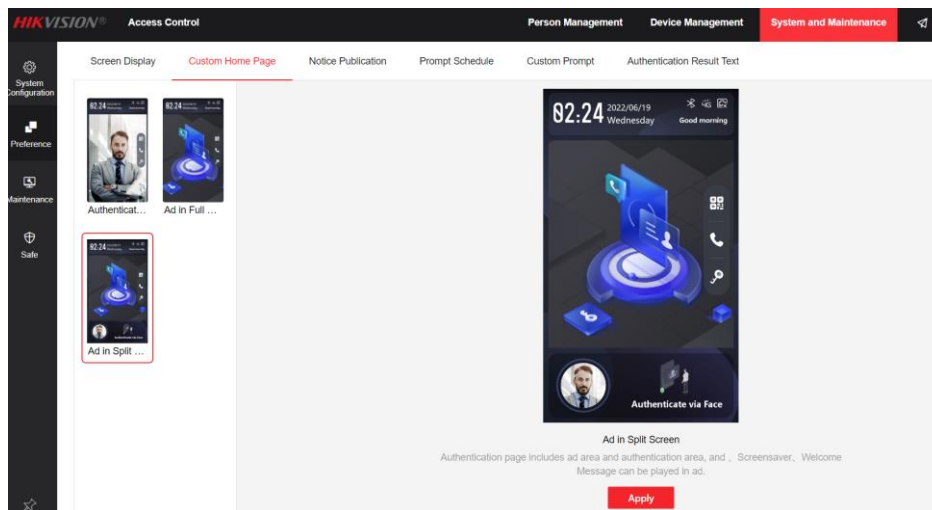 HIKVISION® Access Control Person Management Device Management System and Maintenance
Screen Display Custom Home Page Notice Publication Prompt Schedule Custom Prompt Authentication Result Text
System
Configuration
Preference
Maintenance
Safe
02:24
02:24
Authenticat... Ad in Full ...
02:24
Ad in Split ...
02:24 2022/06/19
Wednesday
Good morning
Authenticate via Face
Ad in Split Screen
Authentication page includes ad area and authentication area, and 、Screensaver、Welcome
Message can be played in ad.
Apply